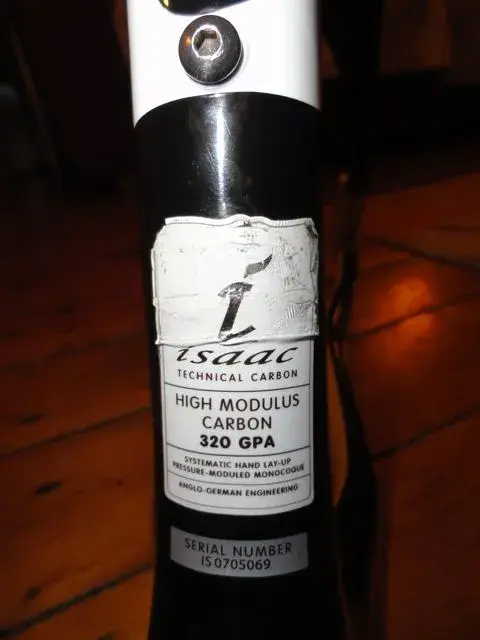 i
isaac
TECHNICAL CARBON
HIGH MODULUS
CARBON
320 GPA
SYSTEMATIC HAND LAY-UP
PRESSURE-MODULED MONOCOQUE
ANGLO-GERMAN ENGINEERING
SERIAL NUMBER
IS0705069